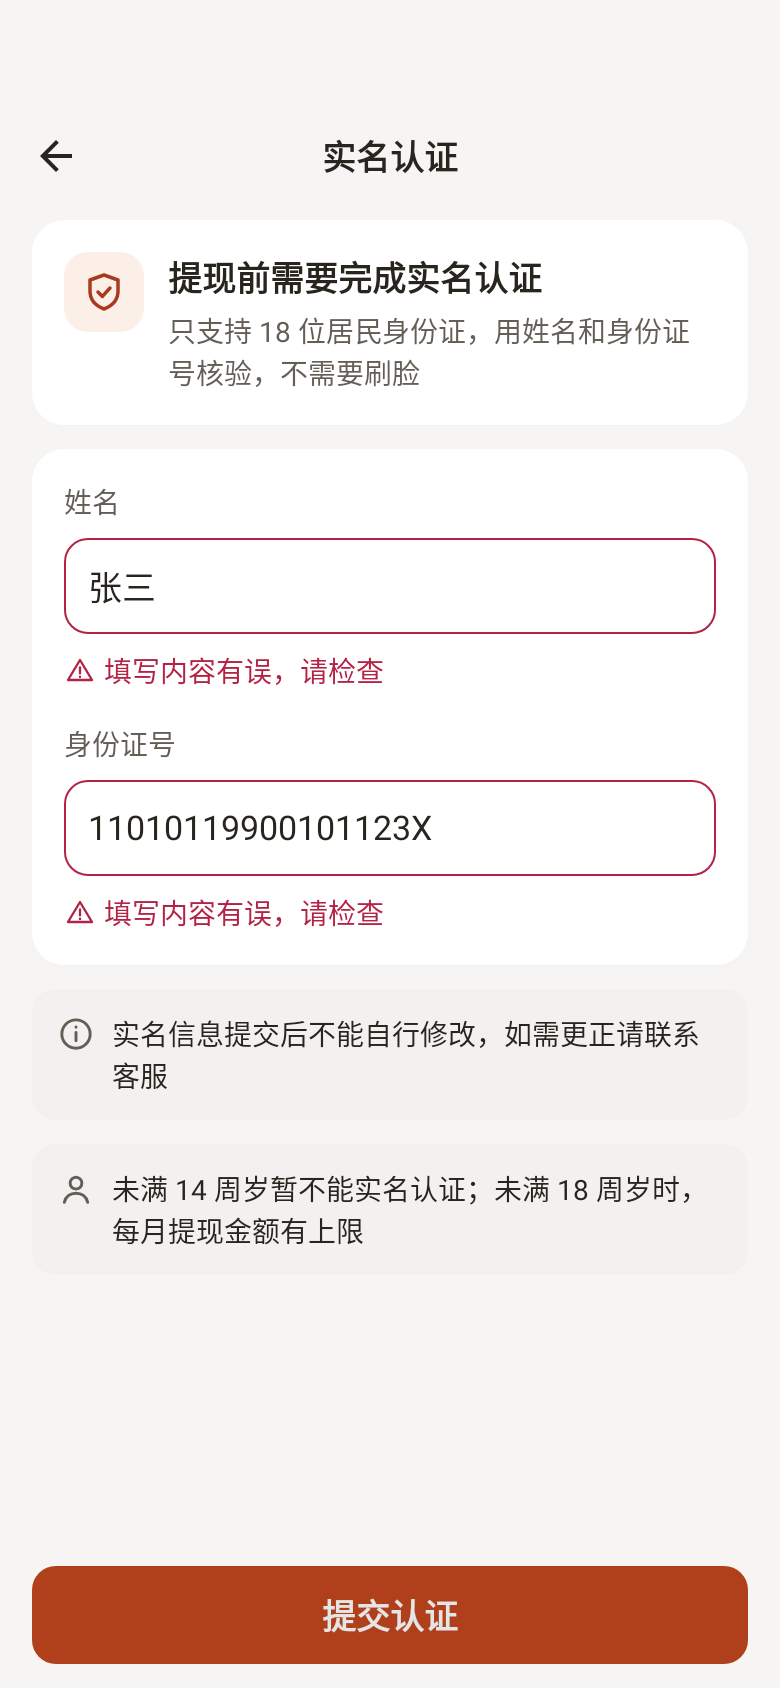 实名认证
提现前需要完成实名认证
只支持 18 位居民身份证，用姓名和身份证
号核验，不需要刷脸
姓名
张三
填写内容有误，请检查
身份证号
11010119900101123X
填写内容有误，请检查
实名信息提交后不能自行修改，如需更正请联系
客服
未满 14 周岁暂不能实名认证；未满 18 周岁时，
每月提现金额有上限
提交认证